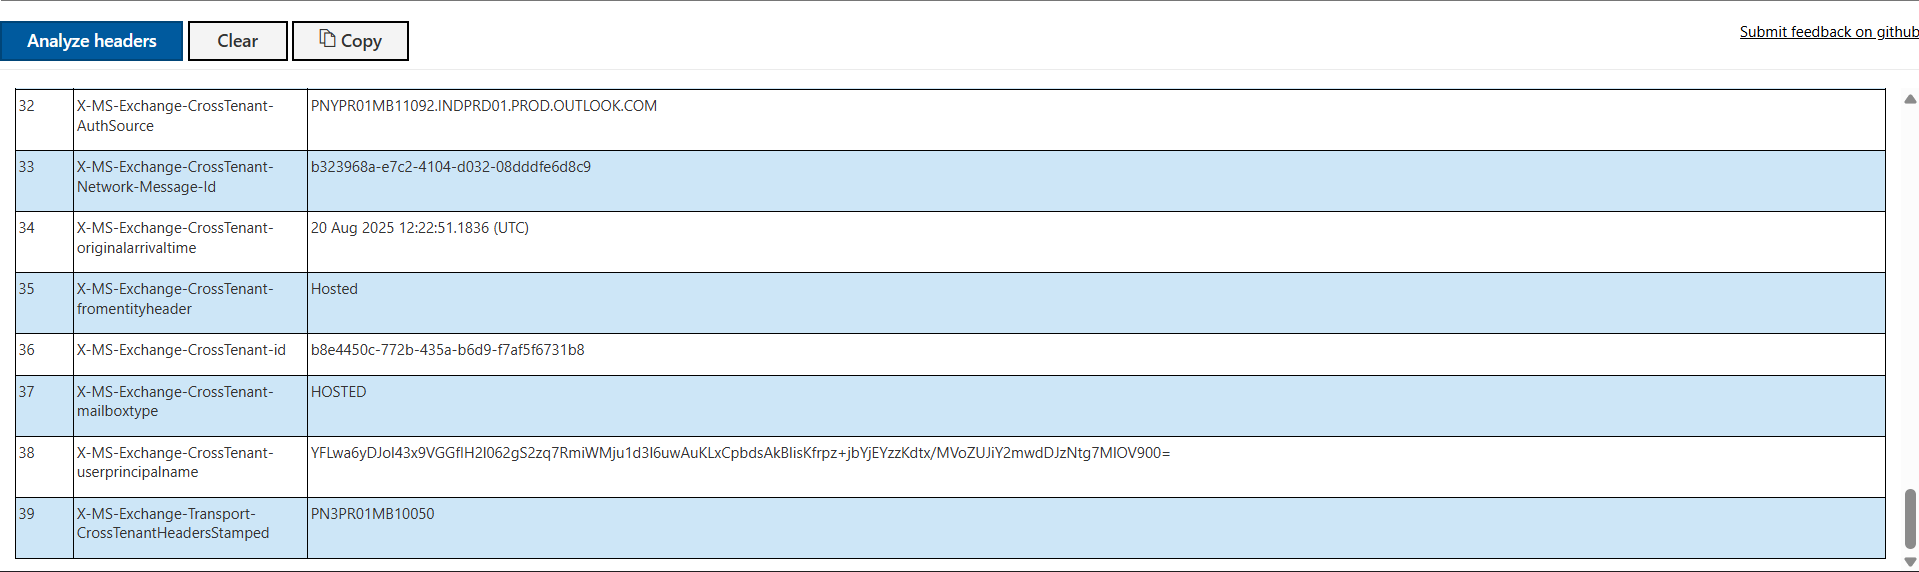 Analyze headers
Clear
Copy
Submit feedback on github
32
X-MS-Exchange-CrossTenant-
AuthSource
PNYPR01MB11092.INDPRD01.PROD.OUTLOOK.COM
33
X-MS-Exchange-CrossTenant-
Network-Message-Id
b323968a-e7c2-4104-d032-08dddfe6d8c9
34
X-MS-Exchange-CrossTenant-
originalarrivaltime
20 Aug 2025 12:22:51.1836 (UTC)
35
X-MS-Exchange-CrossTenant-
fromentityheader
Hosted
36
X-MS-Exchange-CrossTenant-id
b8e4450c-772b-435a-b6d9-f7af5f6731b8
37
X-MS-Exchange-CrossTenant-
mailboxtype
HOSTED
38
X-MS-Exchange-CrossTenant-
userprincipalname
39
X-MS-Exchange-Transport-
CrossTenantHeadersStamped
PN3PR01MB10050